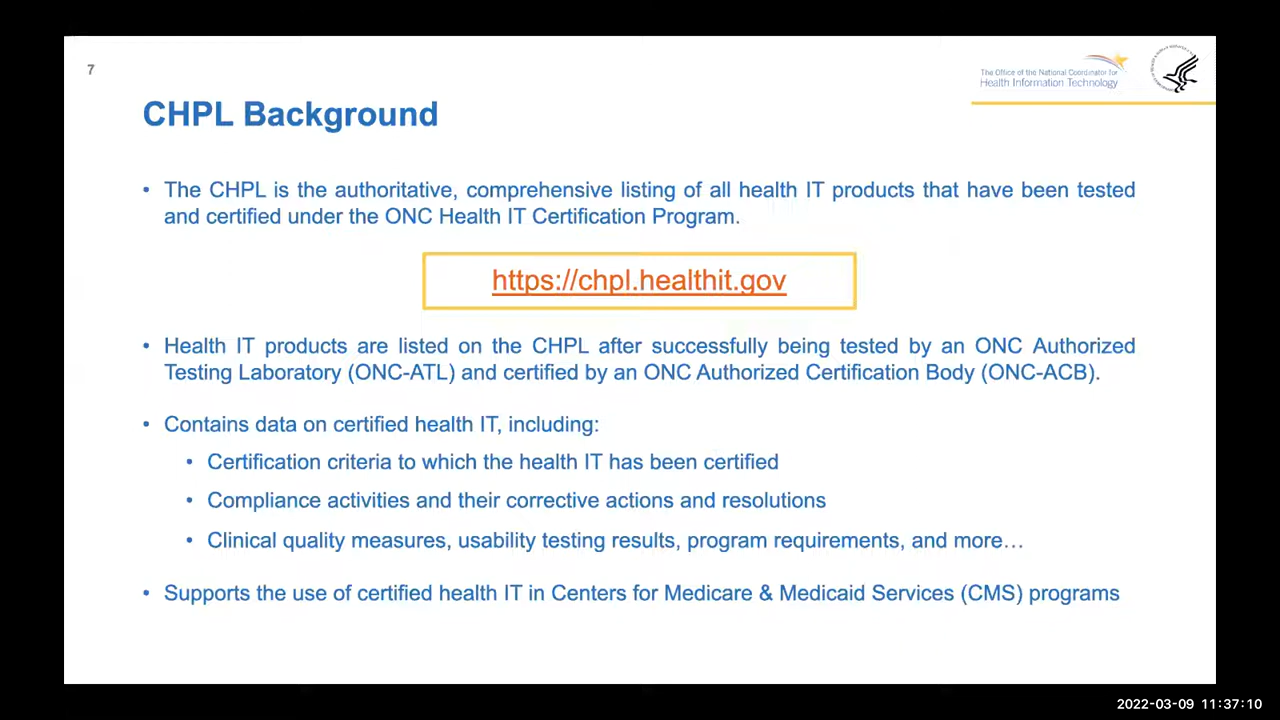 7
The Office of the National Coordinator for
Health Information Technology
CHPL Background
• The CHPL is the authoritative, comprehensive listing of all health IT products that have been tested
and certified under the ONC Health IT Certification Program.
https://chpl.healthit.gov
• Health IT products are listed on the CHPL after successfully being tested by an ONC Authorized
Testing Laboratory (ONC-ATL) and certified by an ONC Authorized Certification Body (ONC-ACB).
• Contains data on certified health IT, including:
• Certification criteria to which the health IT has been certified
• Compliance activities and their corrective actions and resolutions
• Clinical quality measures, usability testing results, program requirements, and more…
• Supports the use of certified health IT in Centers for Medicare & Medicaid Services (CMS) programs
2022-03-09 11:37:10